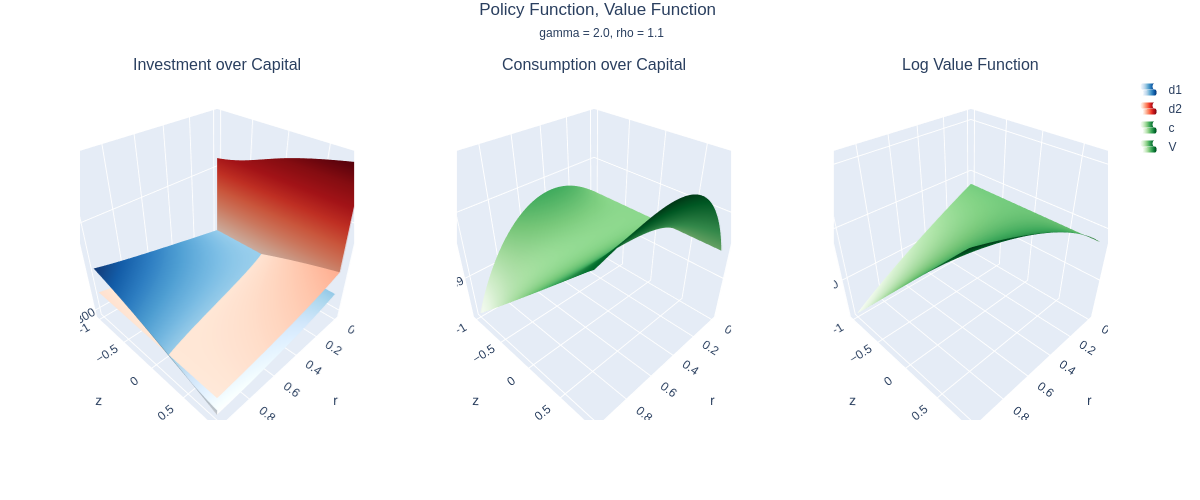 Policy Function, Value Function
gamma = 2.0, rho = 1.1
Investment over Capital
Consumption over Capital
Log Value Function
d1
d2
c
V
−1
−0.5
0
0.5
z
0
0.2
0.4
0.6
0.8
r
9
−1
−0.5
0
0.5
z
0
0.2
0.4
0.6
0.8
r
0
−1
−0.5
0
0.5
z
0
0.2
0.4
0.6
0.8
r